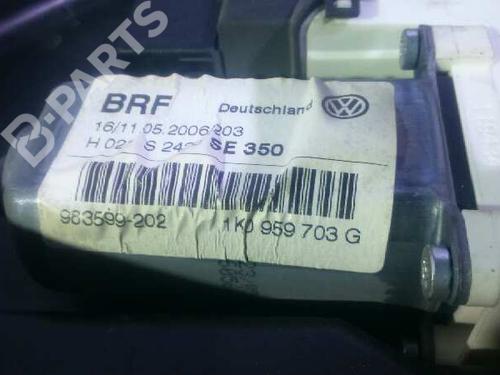 B-PARTS
BRF Deutschland
16/11.05.2006 203
SE 350
983599-202 1K0 959 703 G